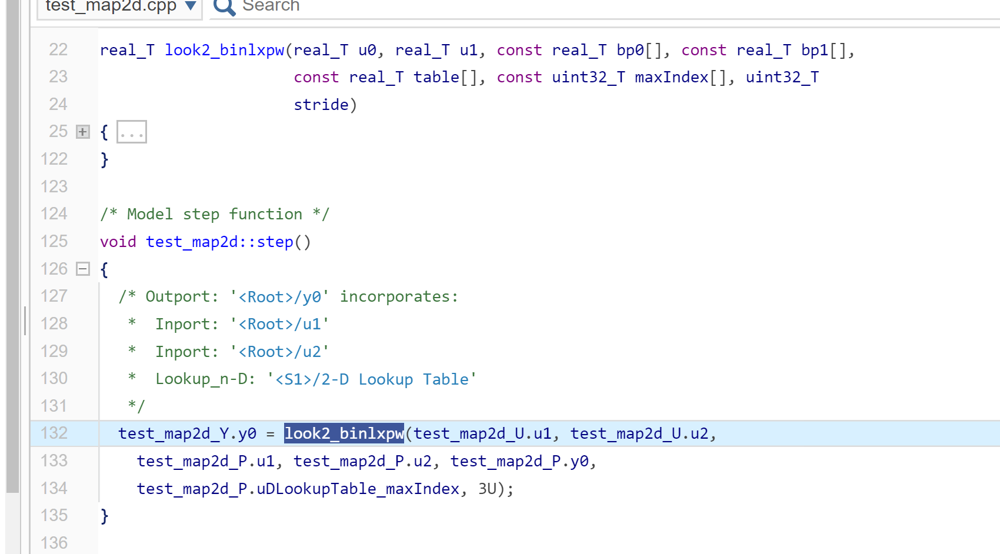 test_map2d.cpp ▼ Search
22 real_T look2_binlxpw(real_T u0, real_T u1, const real_T bp0[], const real_T bp1[],
23 const real_T table[], const uint32_T maxIndex[], uint32_T
24 stride)
25 + { ...
122 }
123
124 /* Model step function */
125 void test_map2d::step()
126 − {
127 /* Outport: '<Root>/y0' incorporates:
128 * Inport: '<Root>/u1'
129 * Inport: '<Root>/u2'
130 * Lookup_n-D: '<S1>/2-D Lookup Table'
131 */
132 test_map2d_Y.y0 = look2_binlxpw(test_map2d_U.u1, test_map2d_U.u2,
133 test_map2d_P.u1, test_map2d_P.u2, test_map2d_P.y0,
134 test_map2d_P.uDLookupTable_maxIndex, 3U);
135 }
136